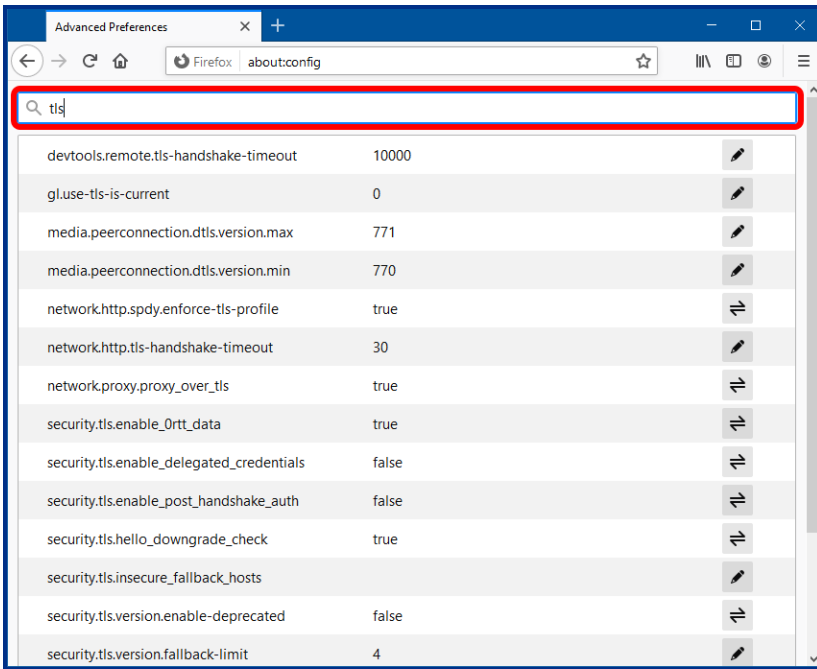 Advanced Preferences
Firefox about:config
tls
devtools.remote.tls-handshake-timeout 10000
gl.use-tls-is-current 0
media.peerconnection.dtls.version.max 771
media.peerconnection.dtls.version.min 770
network.http.spdy.enforce-tls-profile true
network.http.tls-handshake-timeout 30
network.proxy.proxy_over_tls true
security.tls.enable_0rtt_data true
security.tls.enable_delegated_credentials false
security.tls.enable_post_handshake_auth false
security.tls.hello_downgrade_check true
security.tls.insecure_fallback_hosts
security.tls.version.enable-deprecated false
security.tls.version.fallback-limit 4